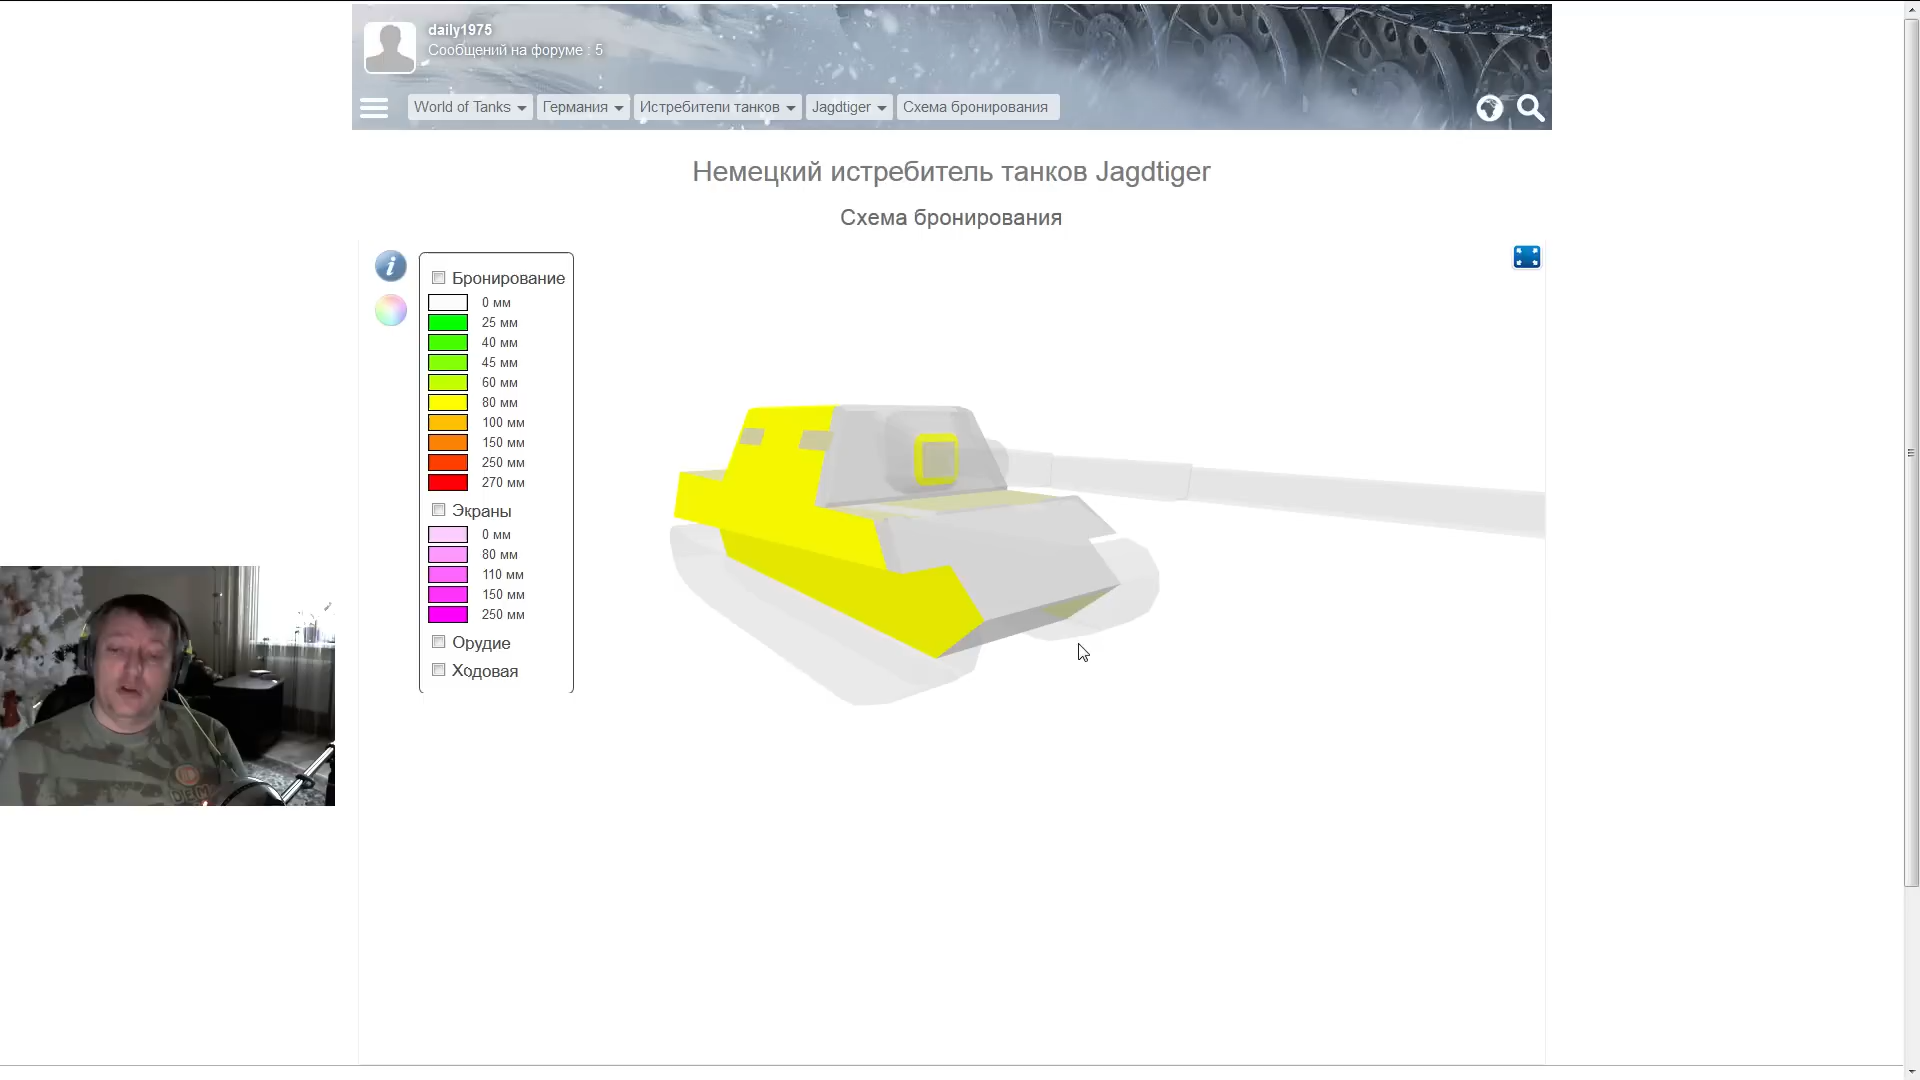 daily1975
Сообщений на форуме : 5
World of Tanks
Германия
Истребители танков
Jagdtiger
Схема бронирования
Немецкий истребитель танков Jagdtiger
Схема бронирования
Бронирование
0 мм
25 мм
40 мм
45 мм
60 мм
80 мм
100 мм
150 мм
250 мм
270 мм
Экраны
0 мм
80 мм
110 мм
150 мм
250 мм
Орудие
Ходовая